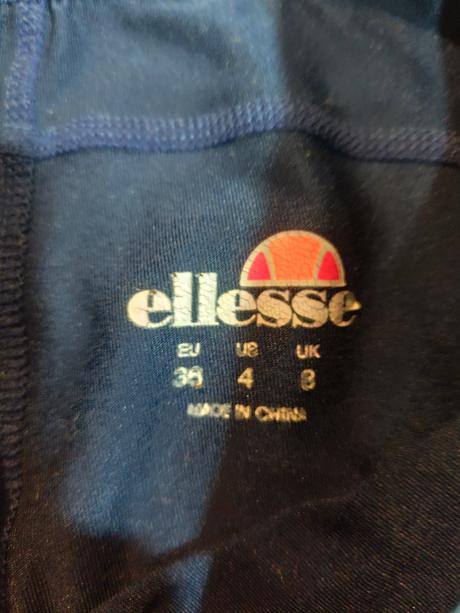 ellesse
EU US UK
36 4 8
MADE IN CHINA